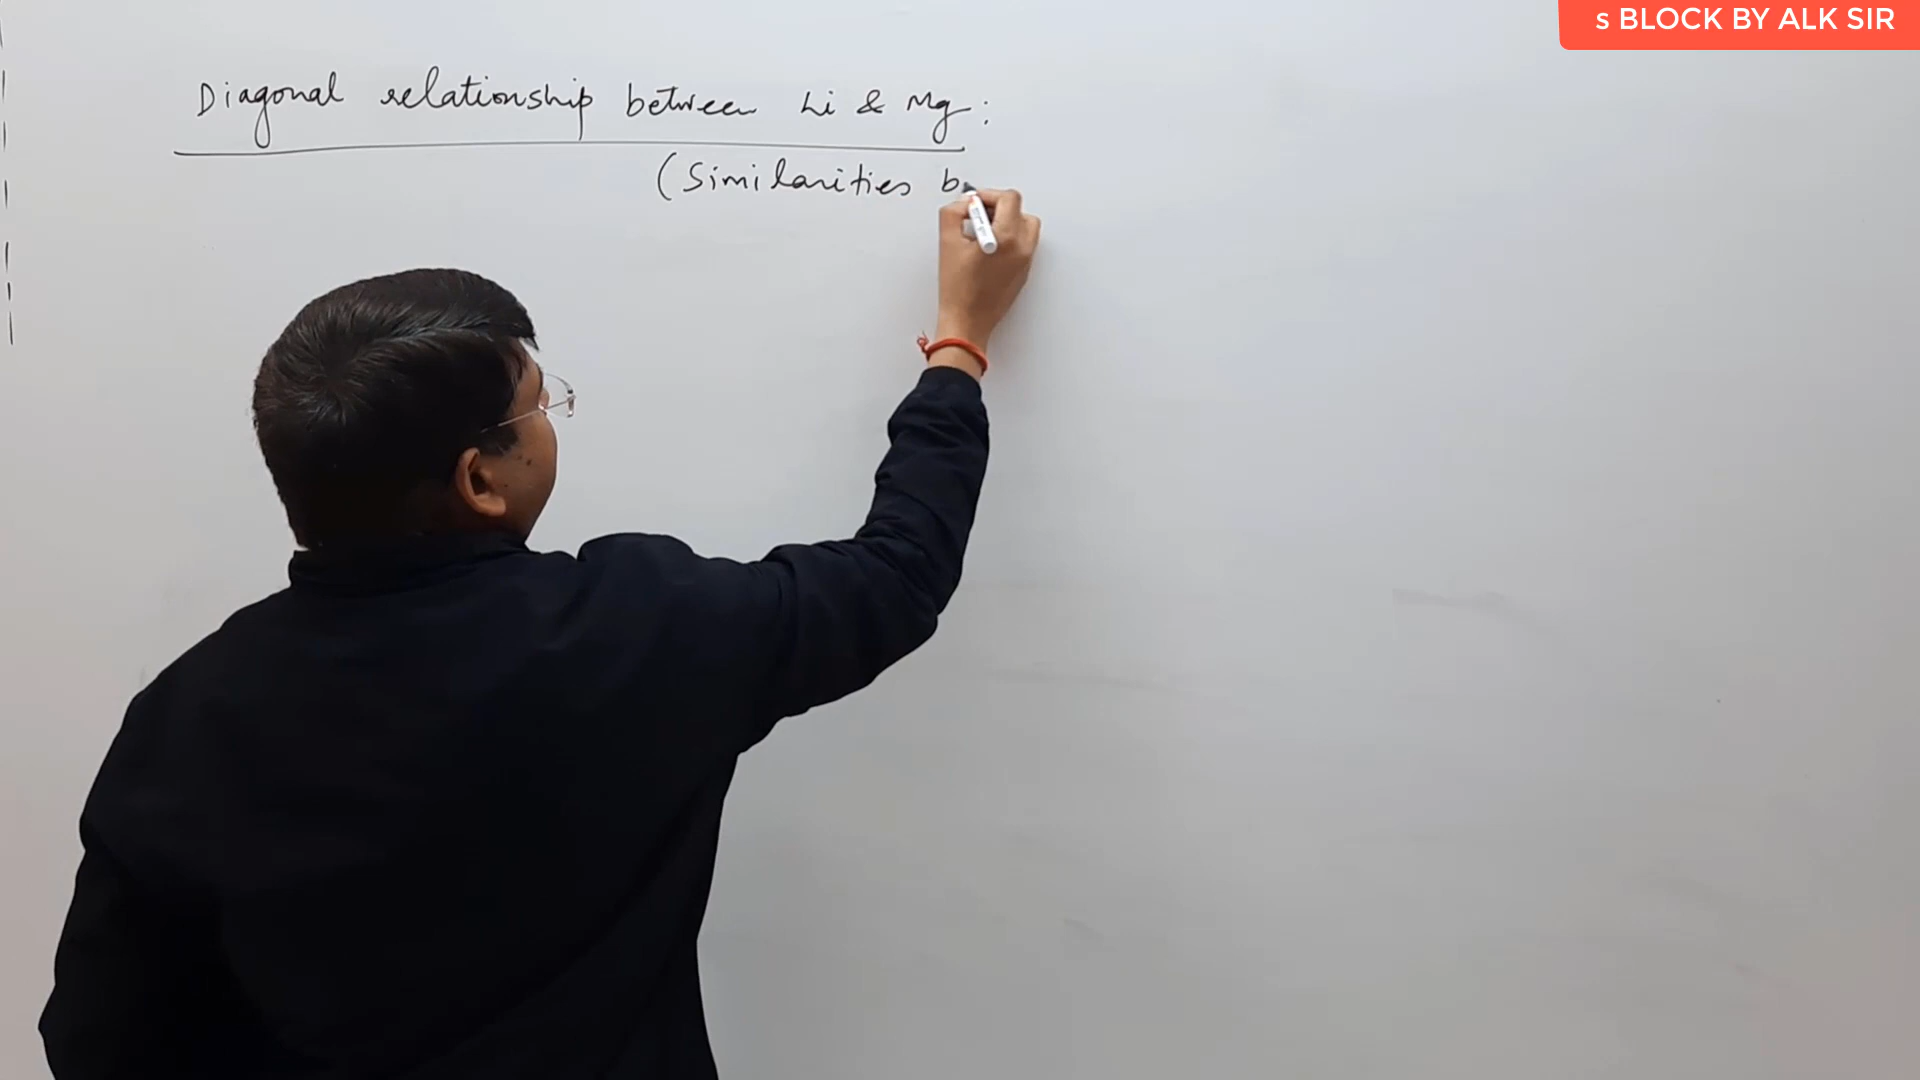 s BLOCK BY ALK SIR
Diagonal relationship between Li & Mg:
(Similarities b